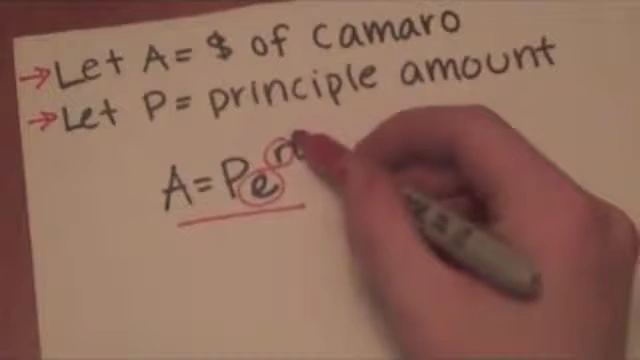 →Let A = $ of camaro
→Let P = principle amount
A = Pe^r